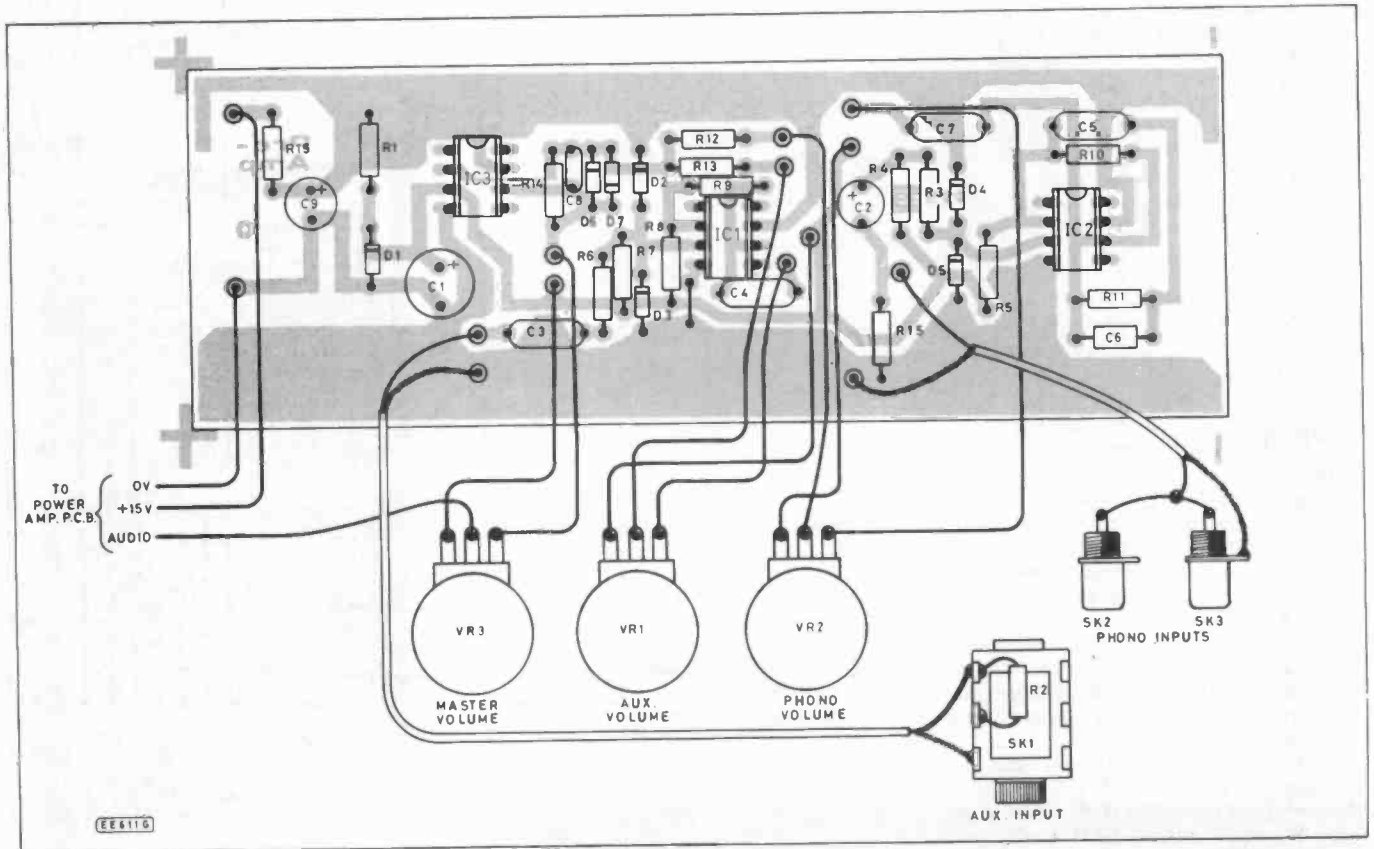 R12
C7
C5
R1
R13
R10
R15
IC3
R14
C8
D2
R9
R4
R3
D4
C9
D6
D7
IC1
C2
IC2
D1
R8
R6
R7
D5
C1
C4
R5
R11
D3
C3
R15
C6
TO
POWER
AMP. P.C.B.
0V
+15V
AUDIO
VR3
VR1
VR2
MASTER
VOLUME
AUX.
VOLUME
PHONO
VOLUME
SK2
SK3
PHONO INPUTS
R2
SK1
AUX. INPUT
EE611G